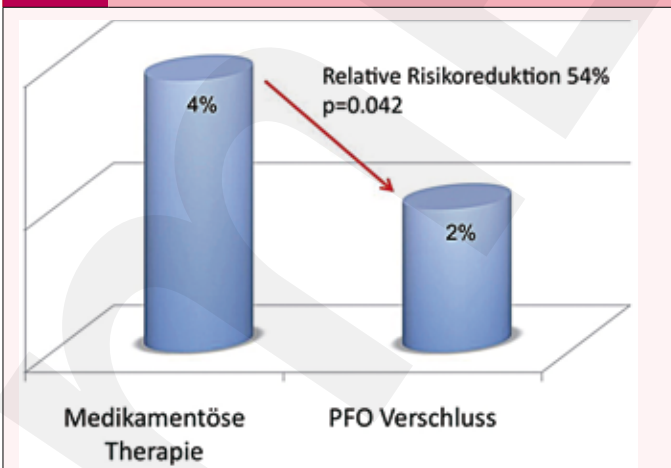 Relative Risikoreduktion 54%
p=0.042
4%
2%
Medikamentöse
Therapie
PFO Verschluss